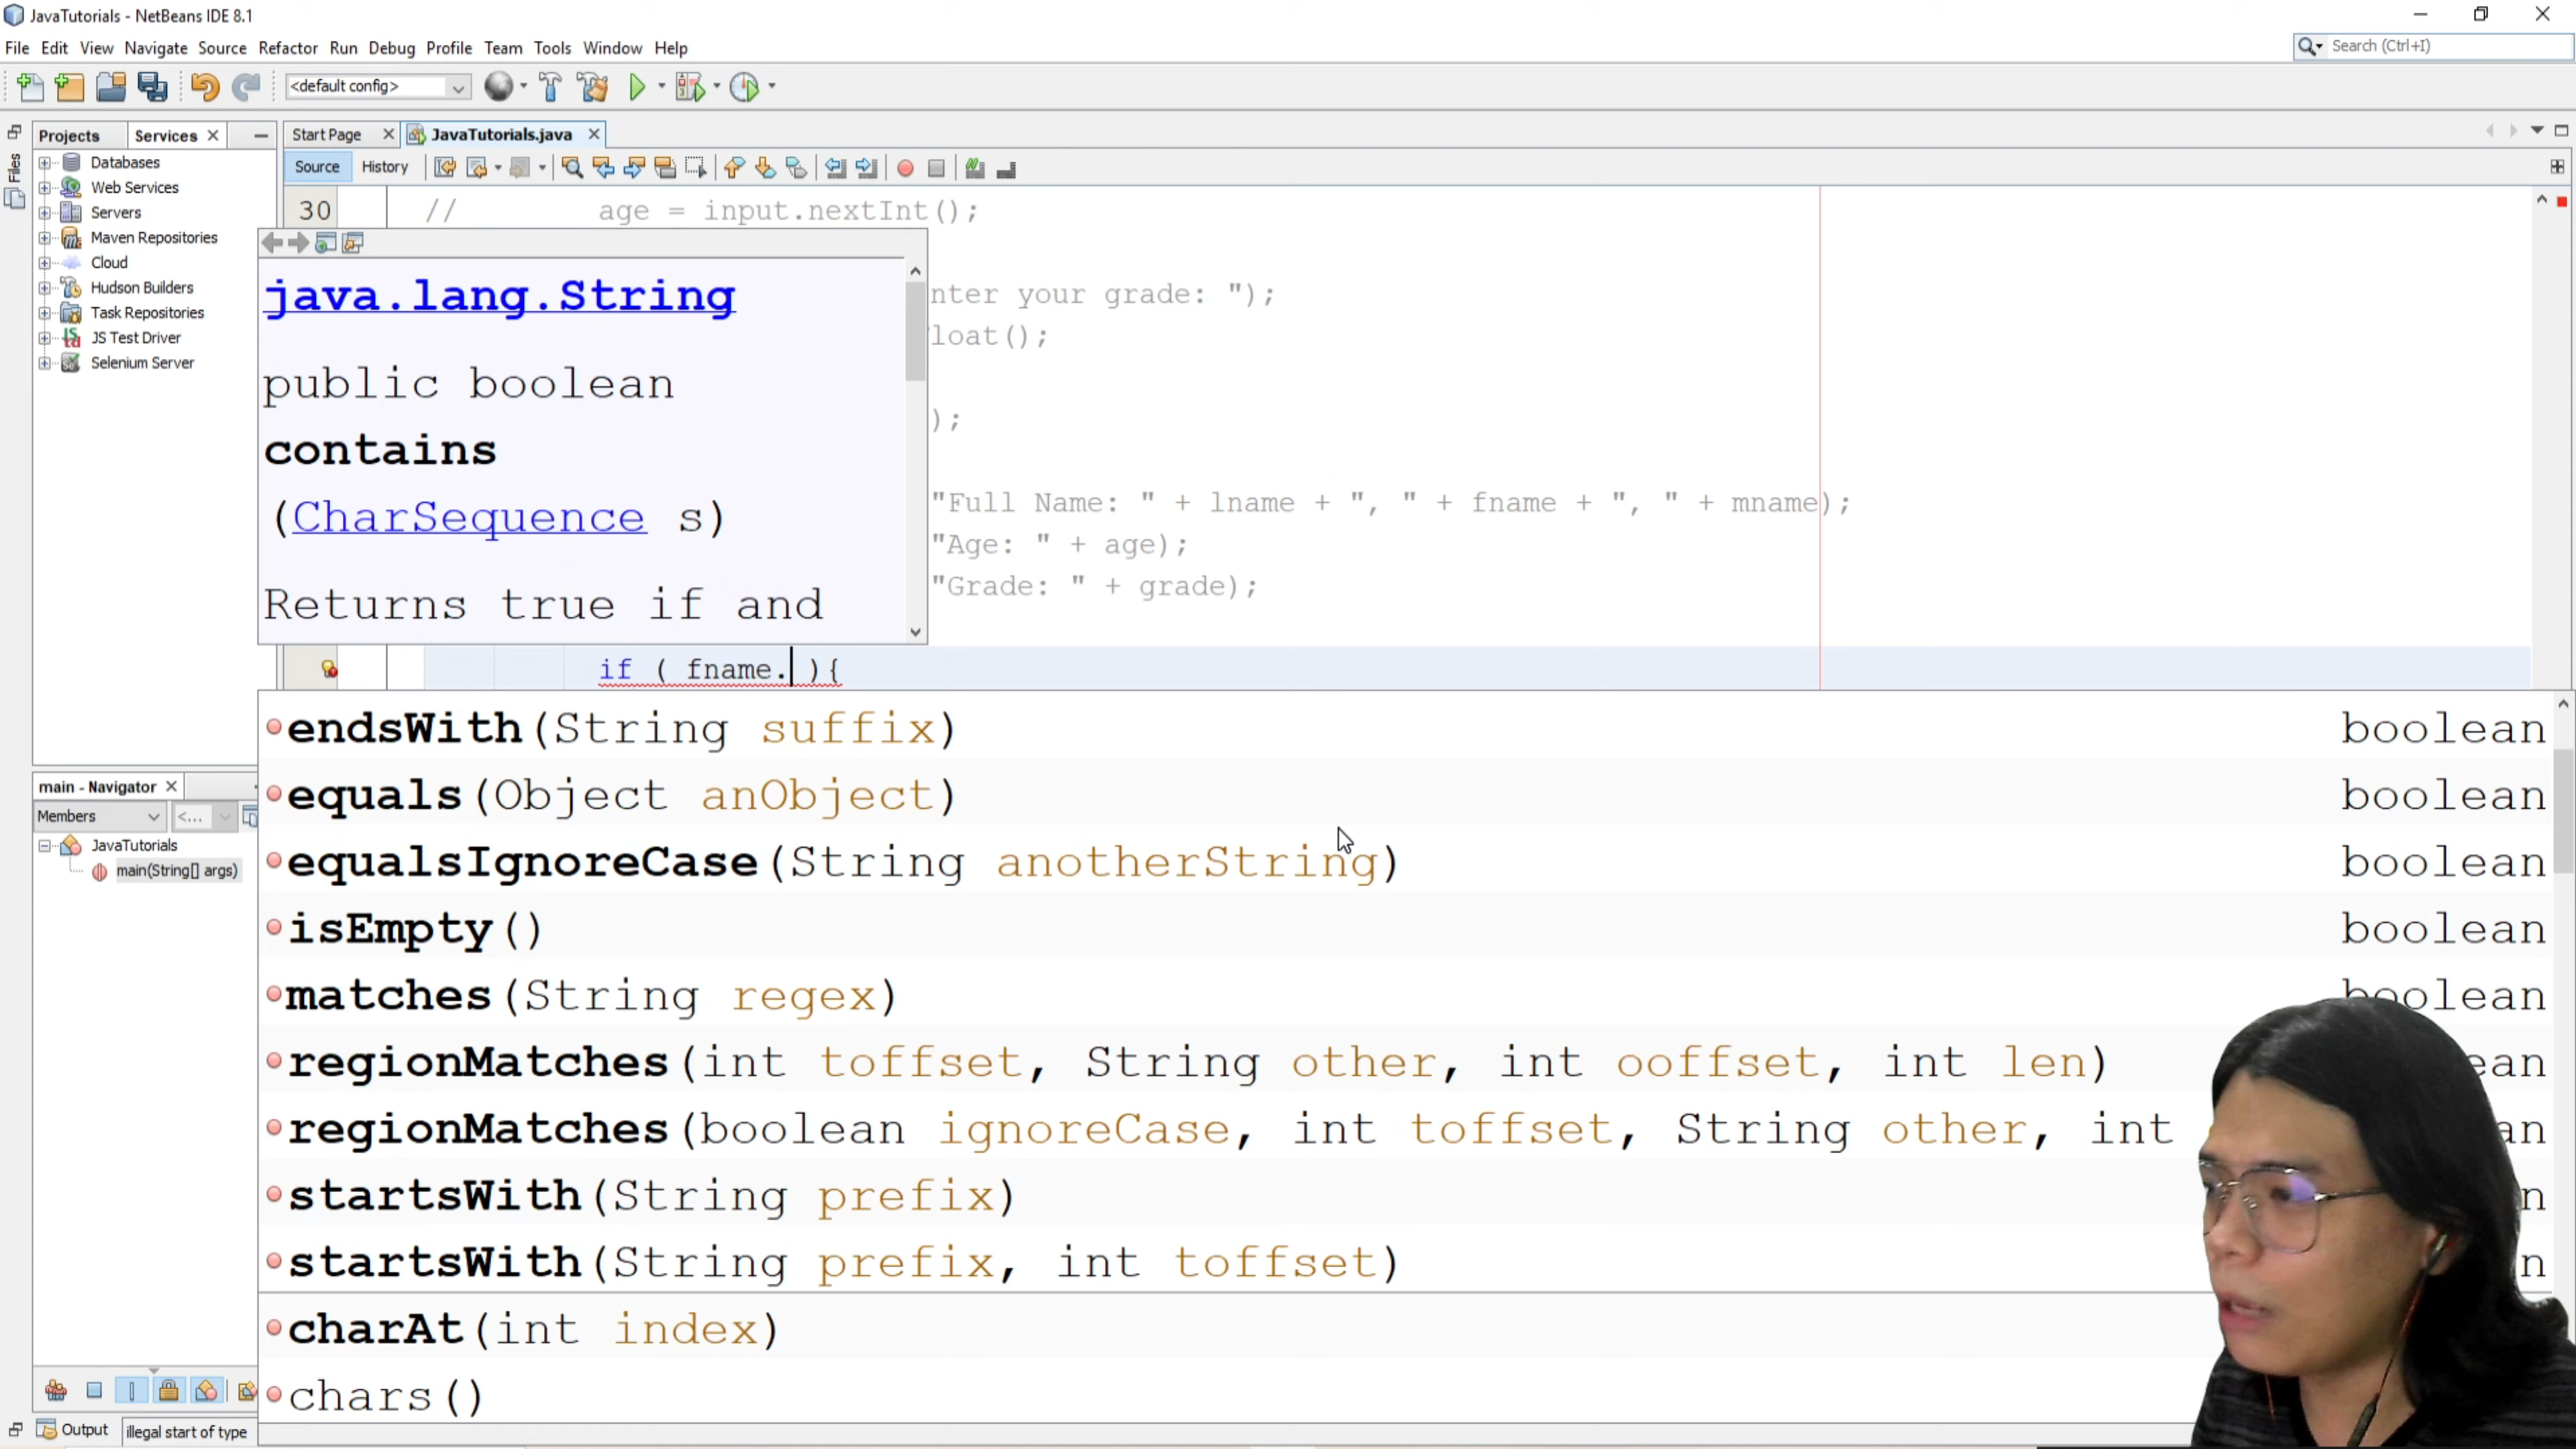 JavaTutorials - NetBeans IDE 8.1
File Edit View Navigate Source Refactor Run Debug Profile Team Tools Window Help
Search (Ctrl+I)
<default config>
Projects Services
Start Page JavaTutorials.java
Files
Databases
Web Services
Servers
Maven Repositories
Cloud
Hudson Builders
Task Repositories
JS Test Driver
Selenium Server
Source History
30 // age = input.nextInt();
java.lang.String
public boolean
contains
(CharSequence s)
Returns true if and
nter your grade: ");
loat();
);
"Full Name: " + lname + ", " + fname + ", " + mname);
"Age: " + age);
"Grade: " + grade);
if ( fname. ){
endsWith(String suffix) boolean
equals(Object anObject) boolean
equalsIgnoreCase(String anotherString) boolean
isEmpty() boolean
matches(String regex) boolean
regionMatches(int toffset, String other, int ooffset, int len) ean
regionMatches(boolean ignoreCase, int toffset, String other, int an
startsWith(String prefix) n
startsWith(String prefix, int toffset) n
charAt(int index)
chars()
main - Navigator
Members <...
JavaTutorials
main(String[] args)
Output illegal start of type